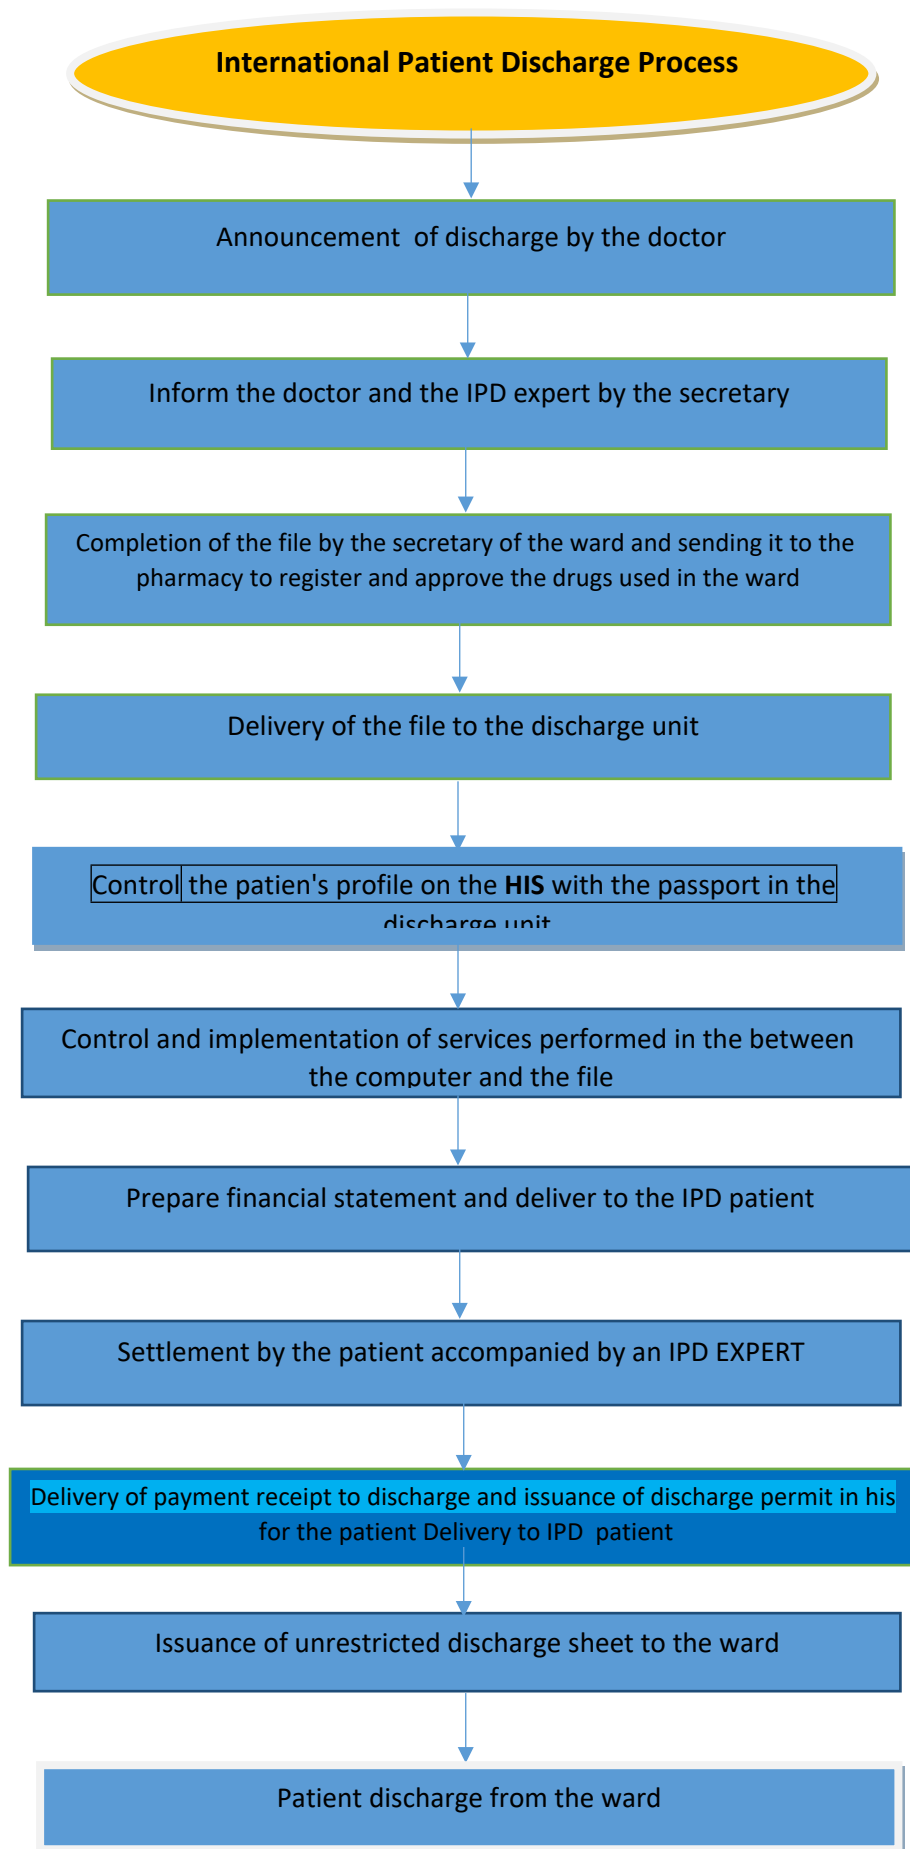 International Patient Discharge Process
Announcement of discharge by the doctor
Inform the doctor and the IPD expert by the secretary
Completion of the file by the secretary of the ward and sending it to the
pharmacy to register and approve the drugs used in the ward
Delivery of the file to the discharge unit
Control the patien's profile on the HIS with the passport in the
discharge unit
Control and implementation of services performed in the between
the computer and the file
Prepare financial statement and deliver to the IPD patient
Settlement by the patient accompanied by an IPD EXPERT
Delivery of payment receipt to discharge and issuance of discharge permit in his
for the patient Delivery to IPD patient
Issuance of unrestricted discharge sheet to the ward
Patient discharge from the ward